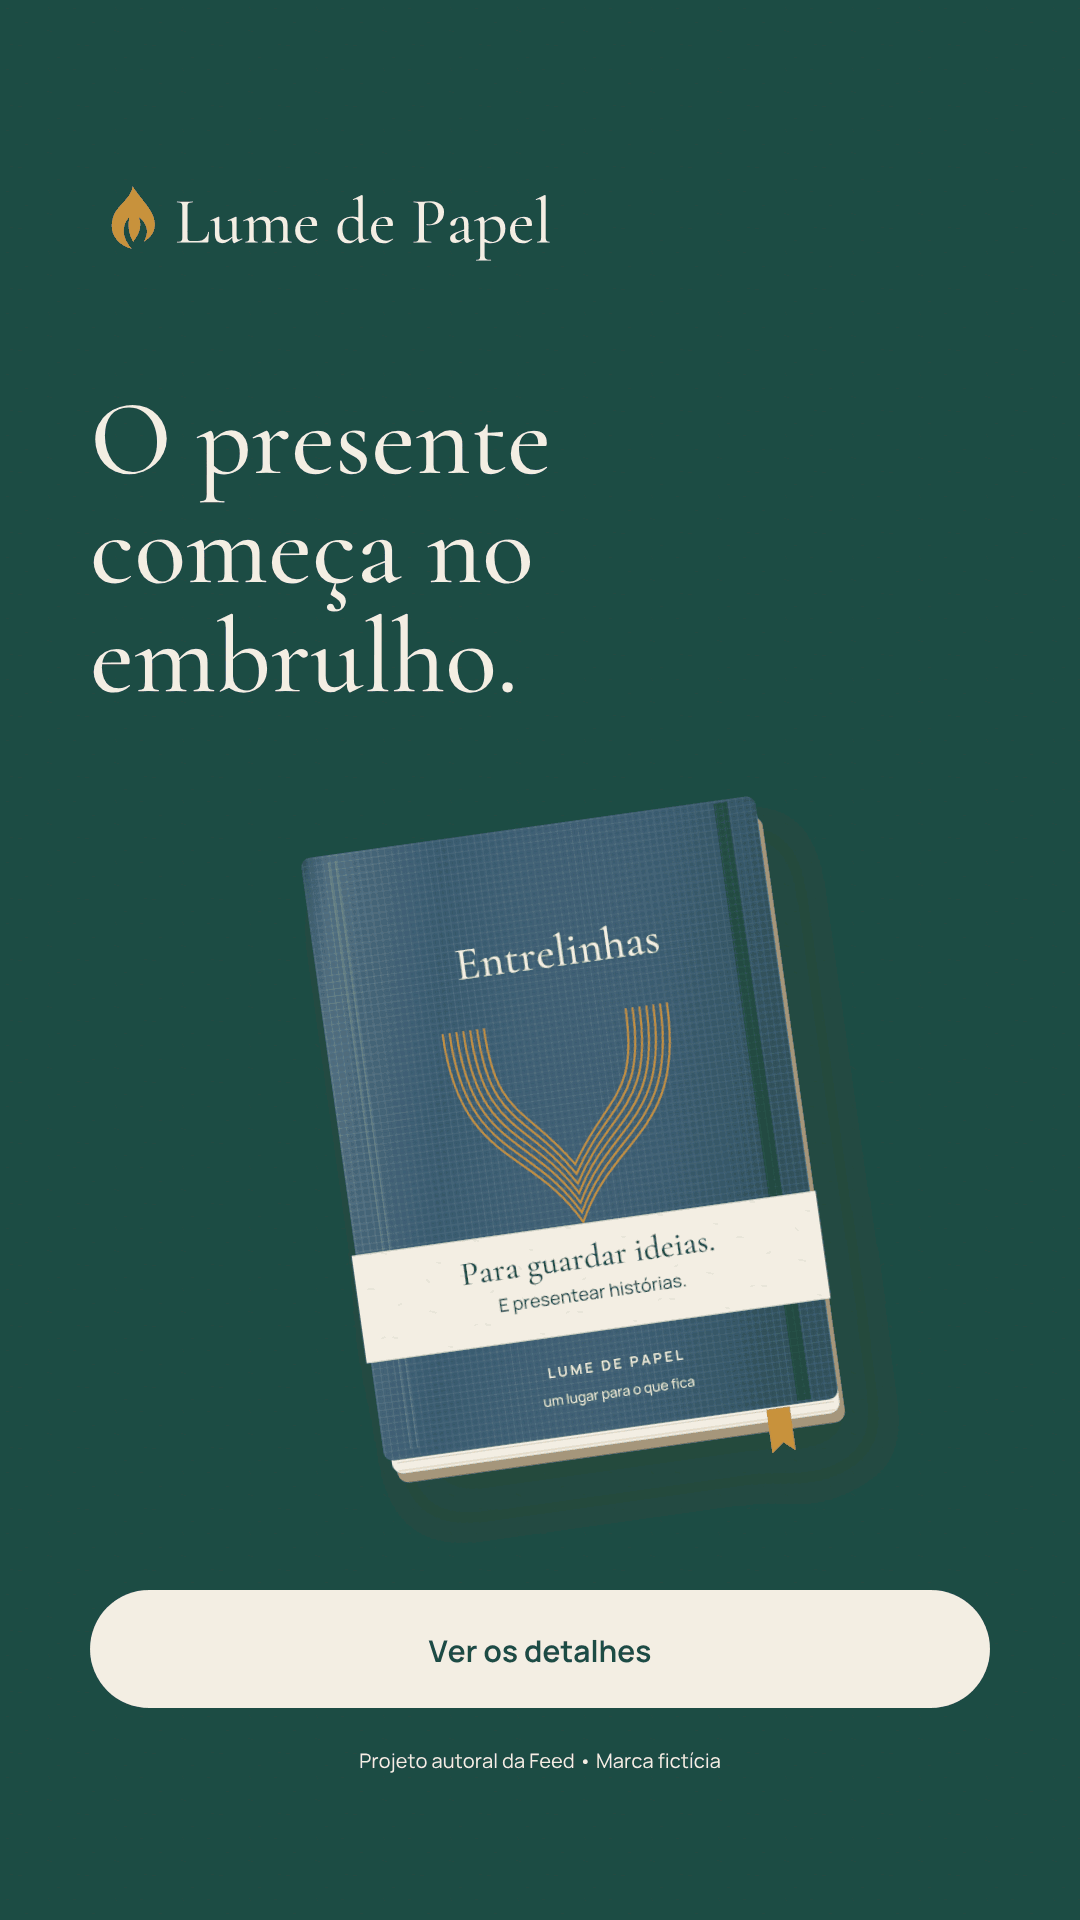 Lume de Papel
O presente
começa no
embrulho.
Entrelinhas
Para guardar ideias.
E presentear histórias.
LUME DE PAPEL
um lugar para o que fica
Ver os detalhes
Projeto autoral da Feed • Marca fictícia